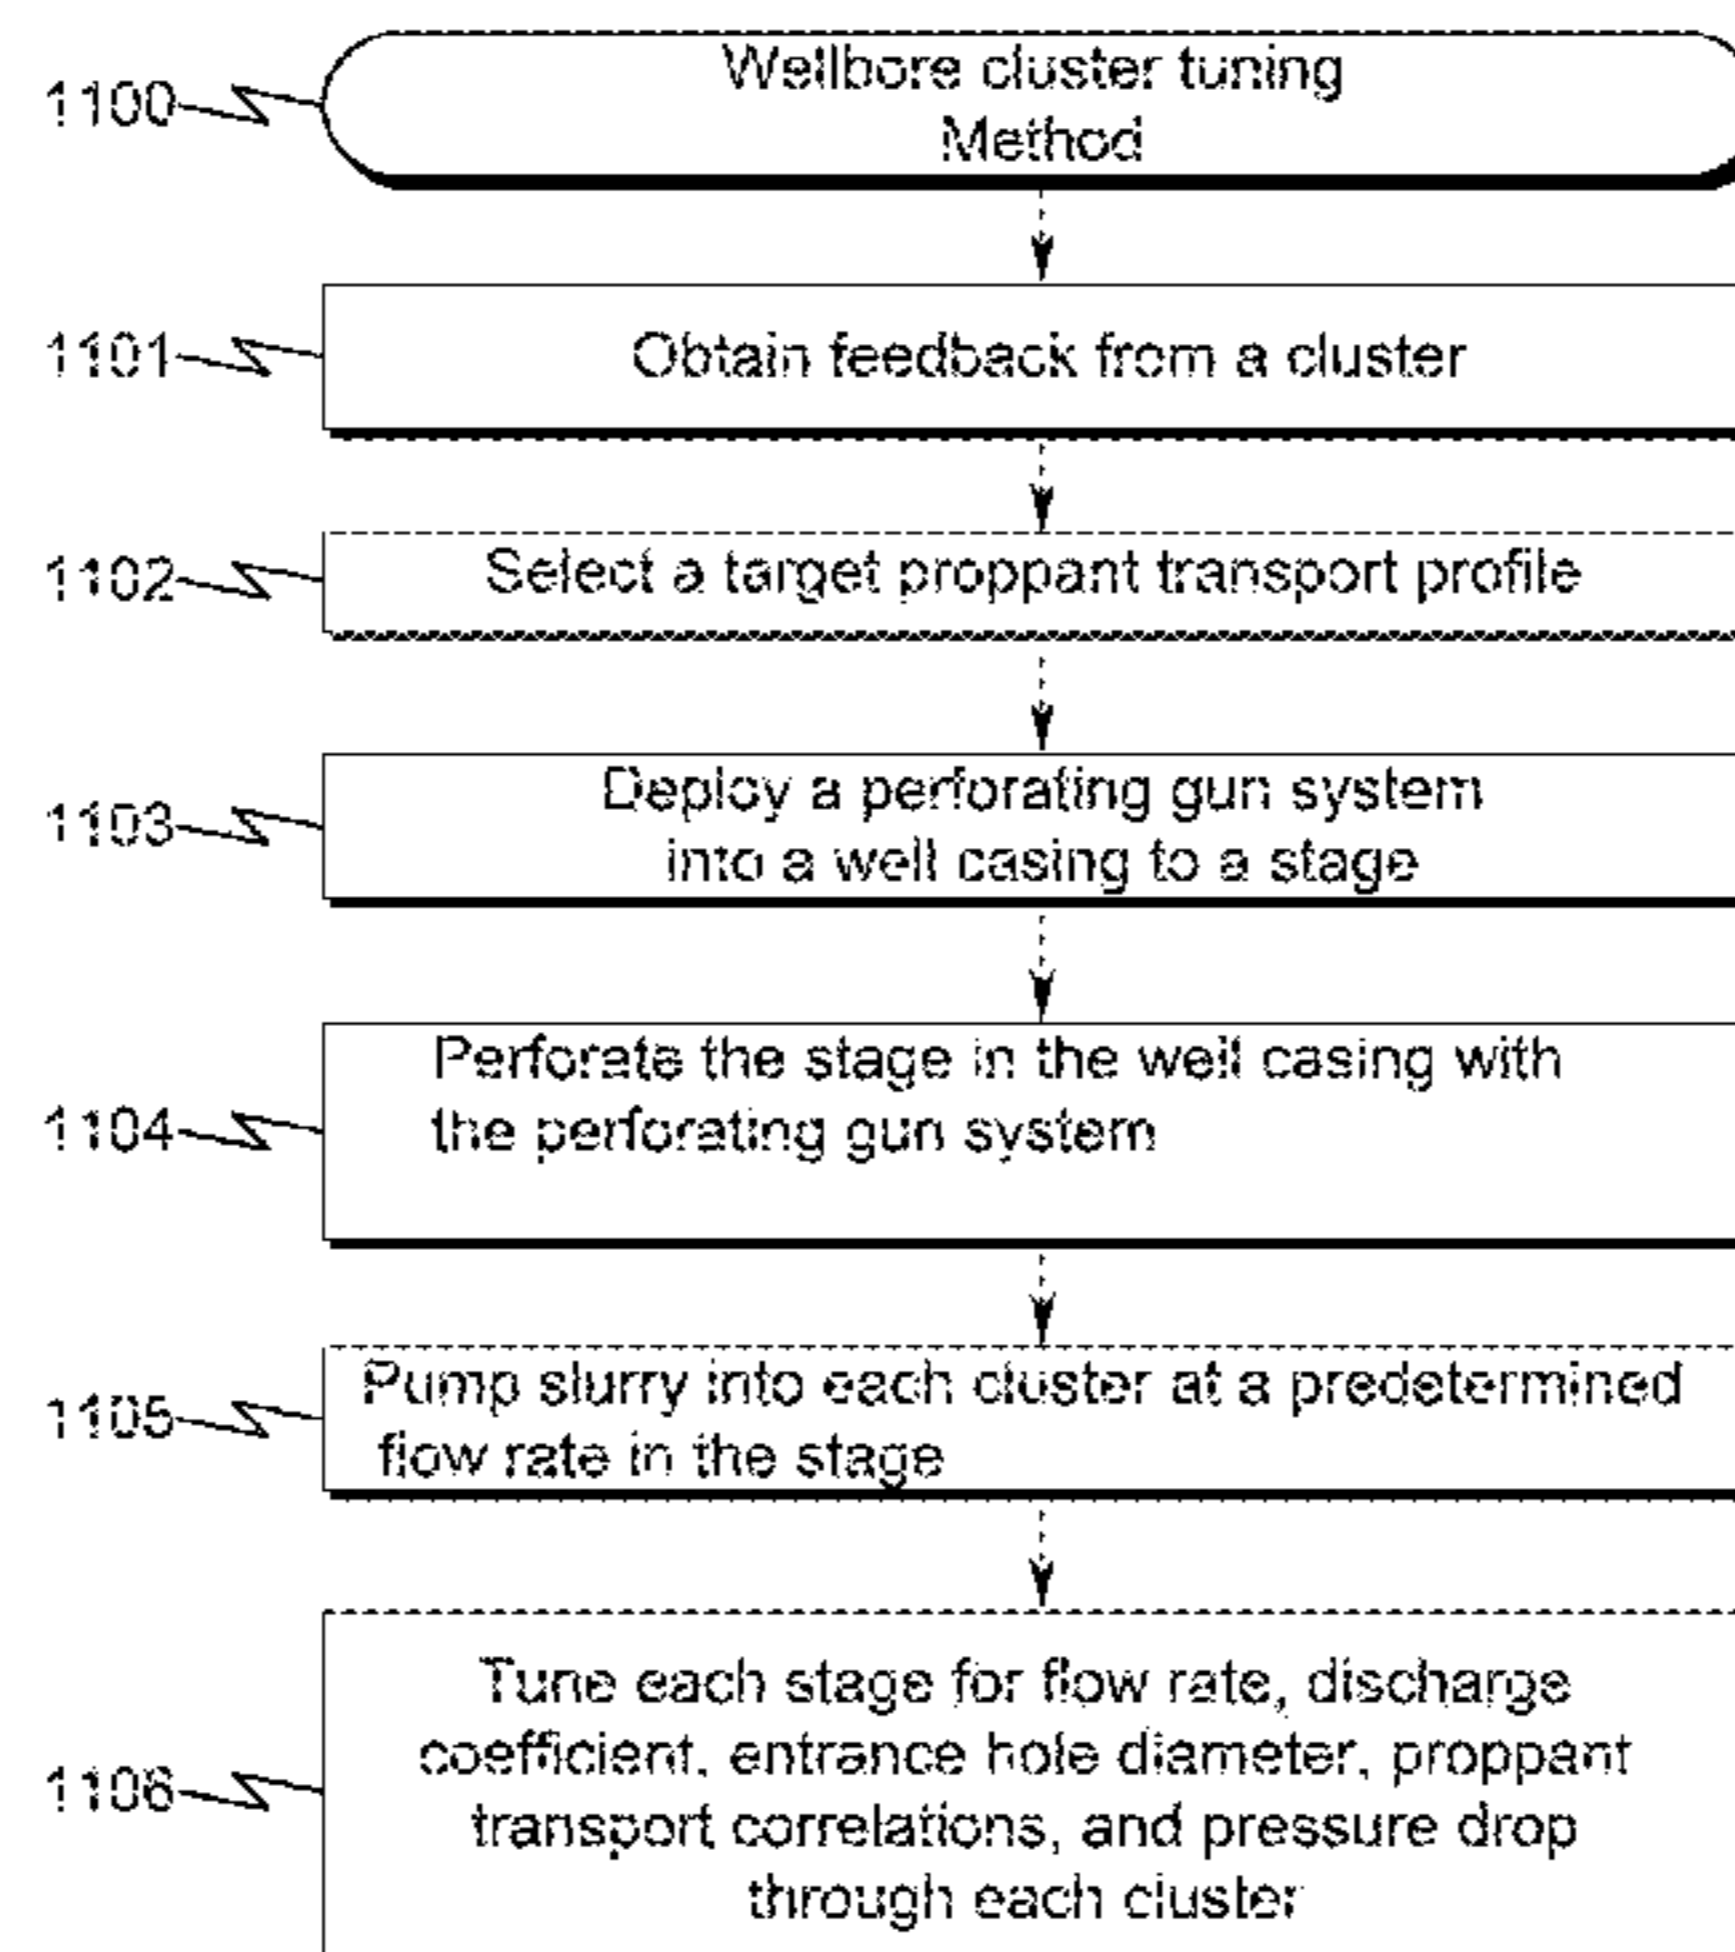 1100
Wellbore cluster tuning
Method
1101
Obtain feedback from a cluster
1102
Select a target proppant transport profile
1103
Deploy a perforating gun system
into a well casing to a stage
1104
Perforate the stage in the well casing with
the perforating gun system
1105
Pump slurry into each cluster at a predetermined
flow rate in the stage
1106
Tune each stage for flow rate, discharge
coefficient, entrance hole diameter, proppant
transport correlations, and pressure drop
through each cluster